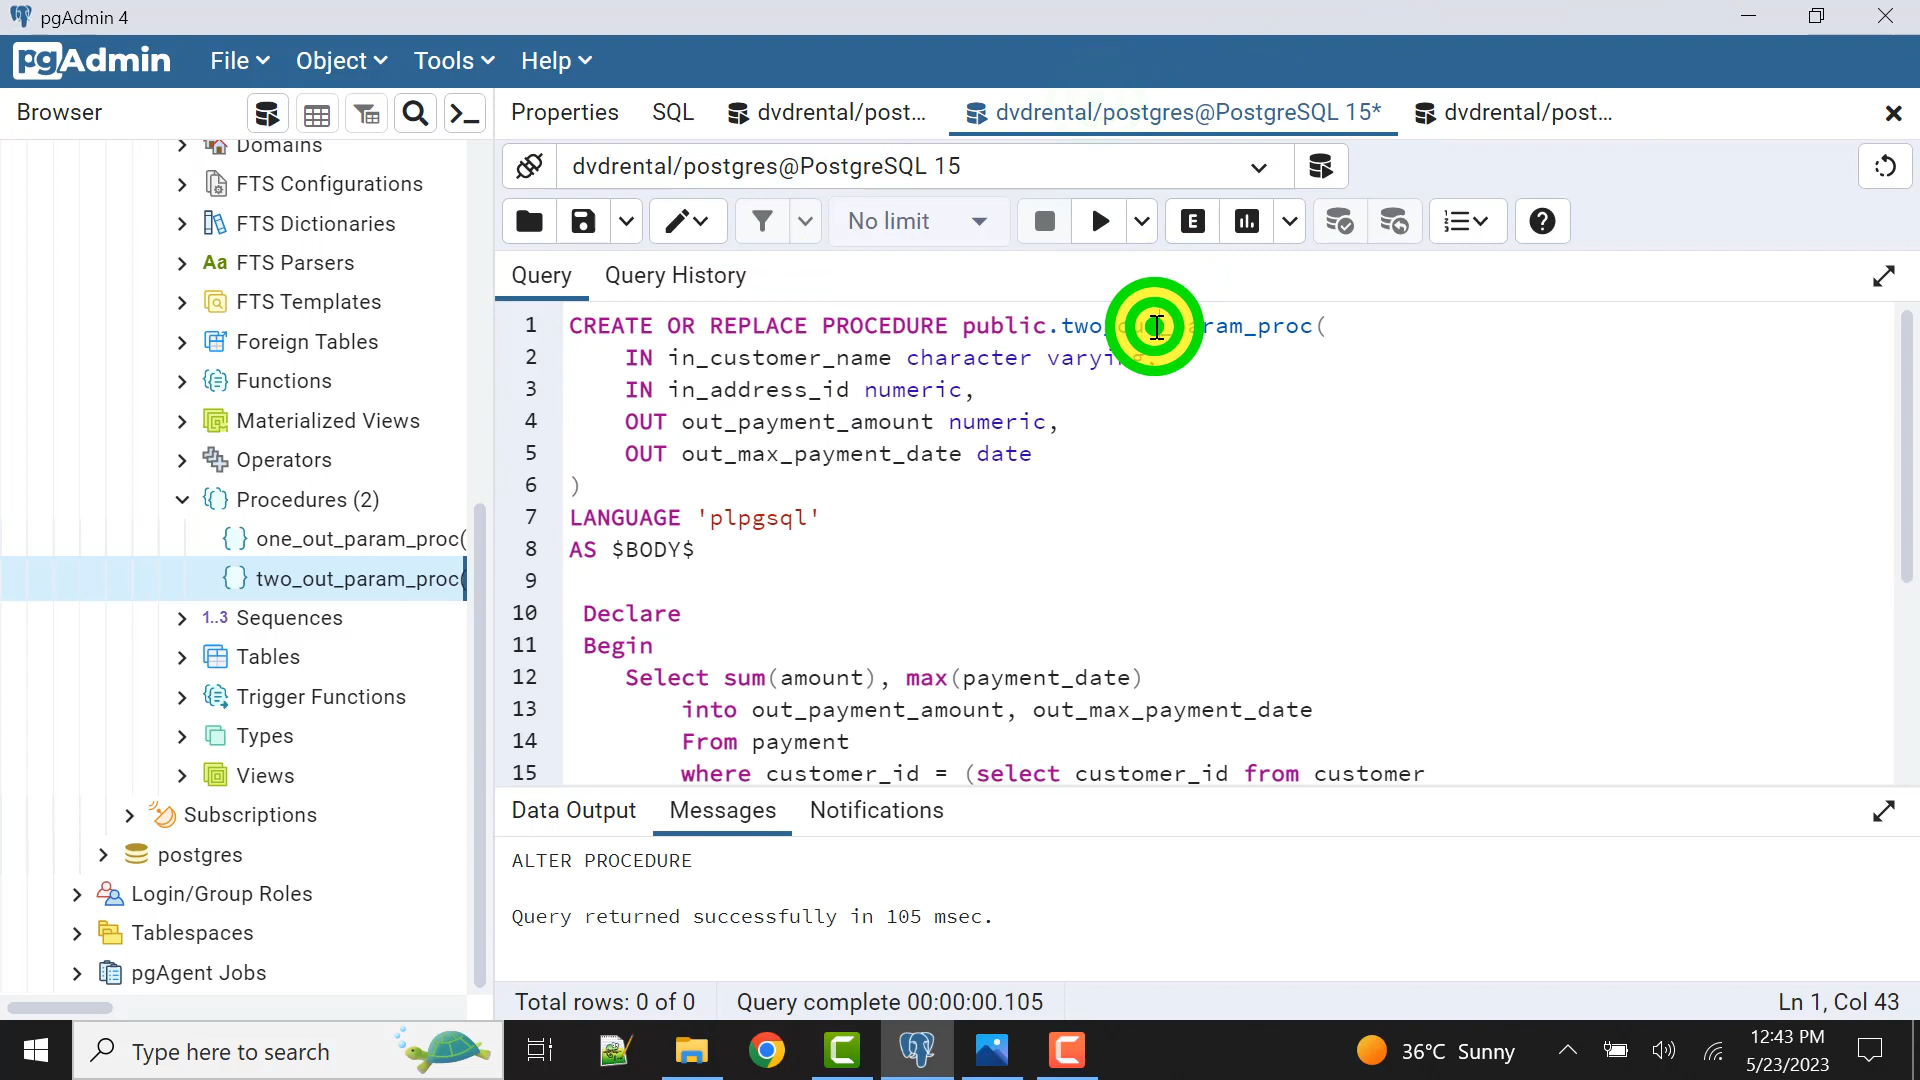 pgAdmin 4
pgAdmin File Object Tools Help
Browser
Properties SQL dvdrental/post... dvdrental/postgres@PostgreSQL 15* dvdrental/post...
Domains
FTS Configurations
FTS Dictionaries
Aa FTS Parsers
FTS Templates
Foreign Tables
Functions
Materialized Views
Operators
Procedures (2)
one_out_param_proc(
two_out_param_proc(
1..3 Sequences
Tables
Trigger Functions
Types
Views
Subscriptions
postgres
Login/Group Roles
Tablespaces
pgAgent Jobs
dvdrental/postgres@PostgreSQL 15
No limit E
Query Query History
1 CREATE OR REPLACE PROCEDURE public.two_out_param_proc(
2 IN in_customer_name character varying,
3 IN in_address_id numeric,
4 OUT out_payment_amount numeric,
5 OUT out_max_payment_date date
6 )
7 LANGUAGE 'plpgsql'
8 AS $BODY$
9
10 Declare
11 Begin
12 Select sum(amount), max(payment_date)
13 into out_payment_amount, out_max_payment_date
14 From payment
15 where customer_id = (select customer_id from customer
Data Output Messages Notifications
ALTER PROCEDURE
Query returned successfully in 105 msec.
Total rows: 0 of 0 Query complete 00:00:00.105 Ln 1, Col 43
Type here to search
36°C Sunny
12:43 PM
5/23/2023